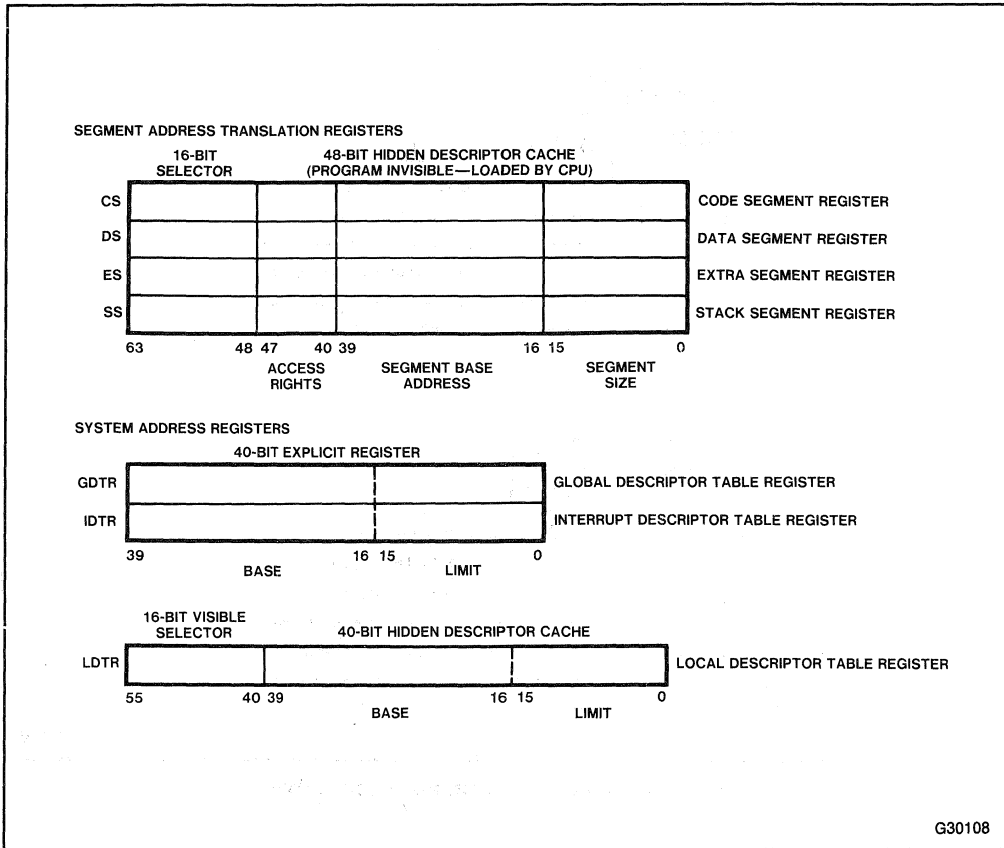 SEGMENT ADDRESS TRANSLATION REGISTERS
16-BIT SELECTOR
48-BIT HIDDEN DESCRIPTOR CACHE
(PROGRAM INVISIBLE—LOADED BY CPU)
CS CODE SEGMENT REGISTER
DS DATA SEGMENT REGISTER
ES EXTRA SEGMENT REGISTER
SS STACK SEGMENT REGISTER
63 48 47 40 39 16 15 0
ACCESS RIGHTS
SEGMENT BASE ADDRESS
SEGMENT SIZE
SYSTEM ADDRESS REGISTERS
40-BIT EXPLICIT REGISTER
GDTR GLOBAL DESCRIPTOR TABLE REGISTER
IDTR INTERRUPT DESCRIPTOR TABLE REGISTER
39 16 15 0
BASE LIMIT
16-BIT VISIBLE SELECTOR
40-BIT HIDDEN DESCRIPTOR CACHE
LDTR LOCAL DESCRIPTOR TABLE REGISTER
55 40 39 16 15 0
BASE LIMIT
G30108